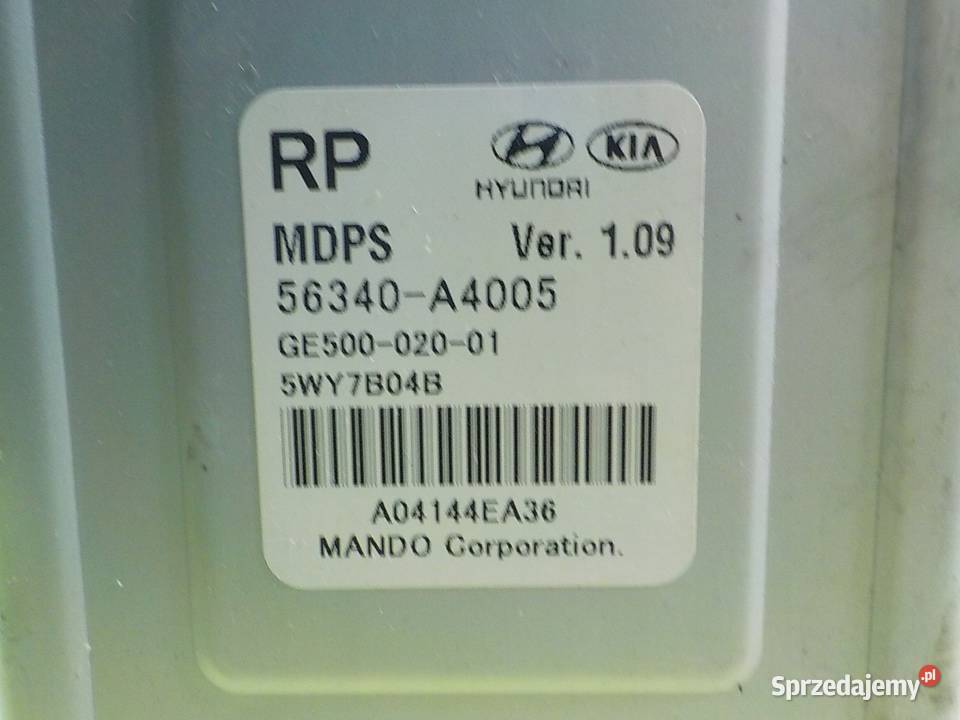 RP
HYUNDAI KIA
MDPS Ver. 1.09
56340-A4005
GE500-020-01
5WY7B04B
A04144EA36
MANDO Corporation.
Sprzedajemy.pl